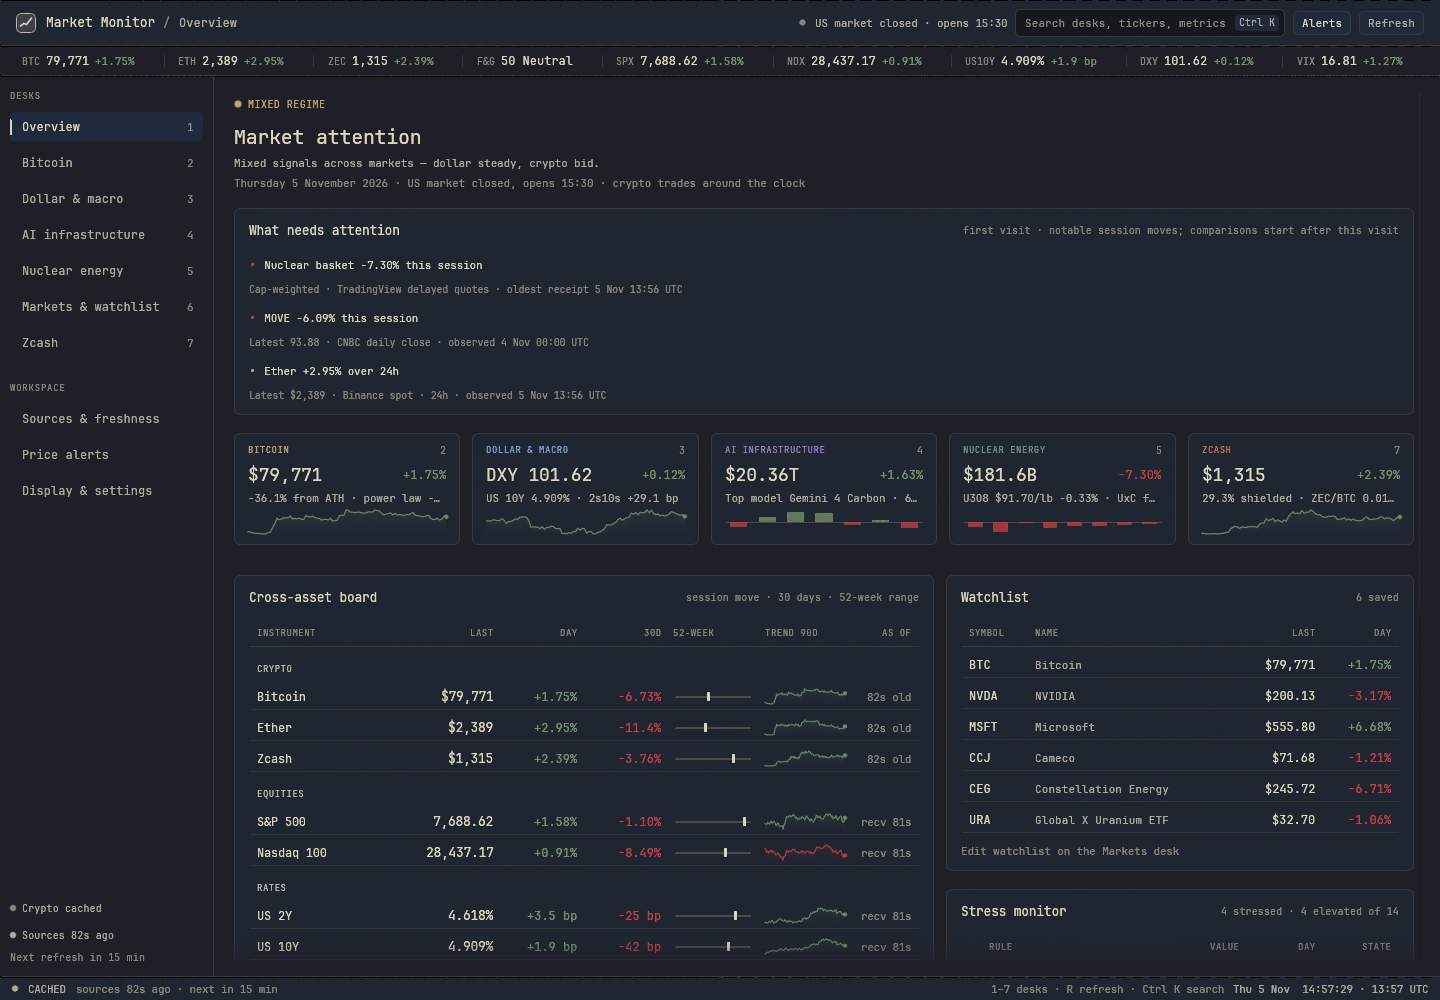 Market Monitor / Overview
US market closed · opens 15:30
Search desks, tickers, metrics Ctrl K
Alerts
Refresh
BTC 79,771 +1.75%
ETH 2,389 +2.95%
ZEC 1,315 +2.39%
F&G 50 Neutral
SPX 7,688.62 +1.58%
NDX 28,437.17 +0.91%
US10Y 4.909% +1.9 bp
DXY 101.62 +0.12%
VIX 16.81 +1.27%
DESKS
Overview 1
Bitcoin 2
Dollar & macro 3
AI infrastructure 4
Nuclear energy 5
Markets & watchlist 6
Zcash 7
WORKSPACE
Sources & freshness
Price alerts
Display & settings
Crypto cached
Sources 82s ago
Next refresh in 15 min
MIXED REGIME
Market attention
Mixed signals across markets — dollar steady, crypto bid.
Thursday 5 November 2026 · US market closed, opens 15:30 · crypto trades around the clock
What needs attention
first visit · notable session moves; comparisons start after this visit
• Nuclear basket -7.30% this session
Cap-weighted · TradingView delayed quotes · oldest receipt 5 Nov 13:56 UTC
• MOVE -6.09% this session
Latest 93.88 · CNBC daily close · observed 4 Nov 00:00 UTC
• Ether +2.95% over 24h
Latest $2,389 · Binance spot · 24h · observed 5 Nov 13:56 UTC
BITCOIN 2
$79,771 +1.75%
-36.1% from ATH · power law -…
DOLLAR & MACRO 3
DXY 101.62 +0.12%
US 10Y 4.909% · 2s10s +29.1 bp
AI INFRASTRUCTURE 4
$20.36T +1.63%
Top model Gemini 4 Carbon · 6…
NUCLEAR ENERGY 5
$181.6B -7.30%
U3O8 $91.70/lb -0.33% · UxC f…
ZCASH 7
$1,315 +2.39%
29.3% shielded · ZEC/BTC 0.01…
Cross-asset board
session move · 30 days · 52-week range
INSTRUMENT LAST DAY 30D 52-WEEK TREND 90D AS OF
CRYPTO
Bitcoin $79,771 +1.75% -6.73% 82s old
Ether $2,389 +2.95% -11.4% 82s old
Zcash $1,315 +2.39% -3.76% 82s old
EQUITIES
S&P 500 7,688.62 +1.58% -1.10% recv 81s
Nasdaq 100 28,437.17 +0.91% -8.49% recv 81s
RATES
US 2Y 4.618% +3.5 bp -25 bp recv 81s
US 10Y 4.909% +1.9 bp -42 bp recv 81s
Watchlist 6 saved
SYMBOL NAME LAST DAY
BTC Bitcoin $79,771 +1.75%
NVDA NVIDIA $200.13 -3.17%
MSFT Microsoft $555.80 +6.68%
CCJ Cameco $71.68 -1.21%
CEG Constellation Energy $245.72 -6.71%
URA Global X Uranium ETF $32.70 -1.06%
Edit watchlist on the Markets desk
Stress monitor 4 stressed · 4 elevated of 14
RULE VALUE DAY STATE
CACHED sources 82s ago · next in 15 min
1-7 desks · R refresh · Ctrl K search Thu 5 Nov 14:57:29 · 13:57 UTC